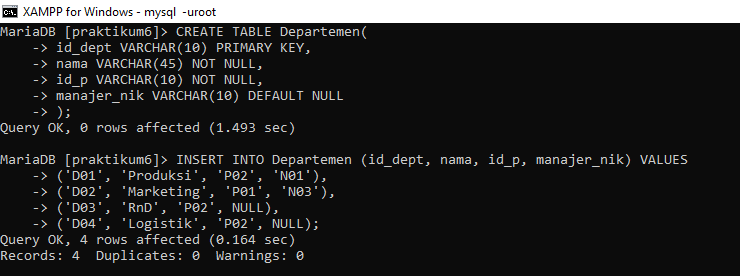 XAMPP for Windows - mysql  -uroot
MariaDB [praktikum6]> CREATE TABLE Departemen(
    -> id_dept VARCHAR(10) PRIMARY KEY,
    -> nama VARCHAR(45) NOT NULL,
    -> id_p VARCHAR(10) NOT NULL,
    -> manajer_nik VARCHAR(10) DEFAULT NULL
    -> );
Query OK, 0 rows affected (1.493 sec)
MariaDB [praktikum6]> INSERT INTO Departemen (id_dept, nama, id_p, manajer_nik) VALUES
    -> ('D01', 'Produksi', 'P02', 'N01'),
    -> ('D02', 'Marketing', 'P01', 'N03'),
    -> ('D03', 'RnD', 'P02', NULL),
    -> ('D04', 'Logistik', 'P02', NULL);
Query OK, 4 rows affected (0.164 sec)
Records: 4  Duplicates: 0  Warnings: 0